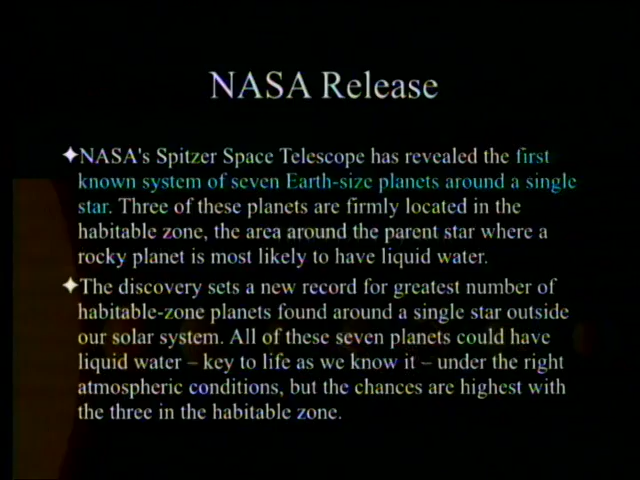 NASA Release
✦NASA's Spitzer Space Telescope has revealed the first
known system of seven Earth-size planets around a single
star. Three of these planets are firmly located in the
habitable zone, the area around the parent star where a
rocky planet is most likely to have liquid water.
✦The discovery sets a new record for greatest number of
habitable-zone planets found around a single star outside
our solar system. All of these seven planets could have
liquid water – key to life as we know it – under the right
atmospheric conditions, but the chances are highest with
the three in the habitable zone.